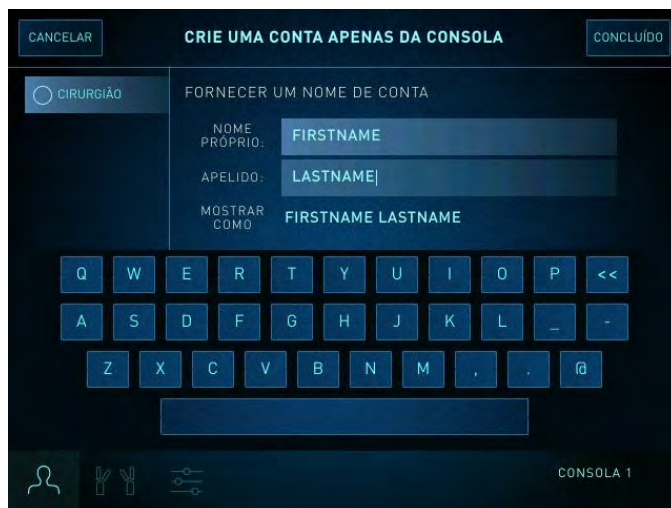 CANCELAR
CRIE UMA CONTA APENAS DA CONSOLA
CONCLUÍDO
CIRURGIÃO
FORNECER UM NOME DE CONTA
NOME
PRÓPRIO:
FIRSTNAME
APELIDO:
LASTNAME
MOSTRAR
COMO
FIRSTNAME LASTNAME
Q W E R T Y U I O P <<
A S D F G H J K L _ -
Z X C V B N M , . @
CONSOLA 1